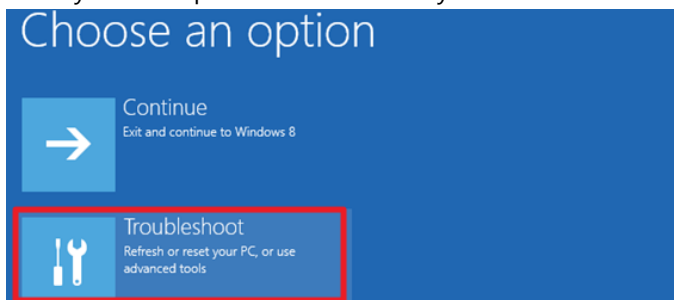 Choose an option
Continue
Exit and continue to Windows 8
Troubleshoot
Refresh or reset your PC, or use
advanced tools